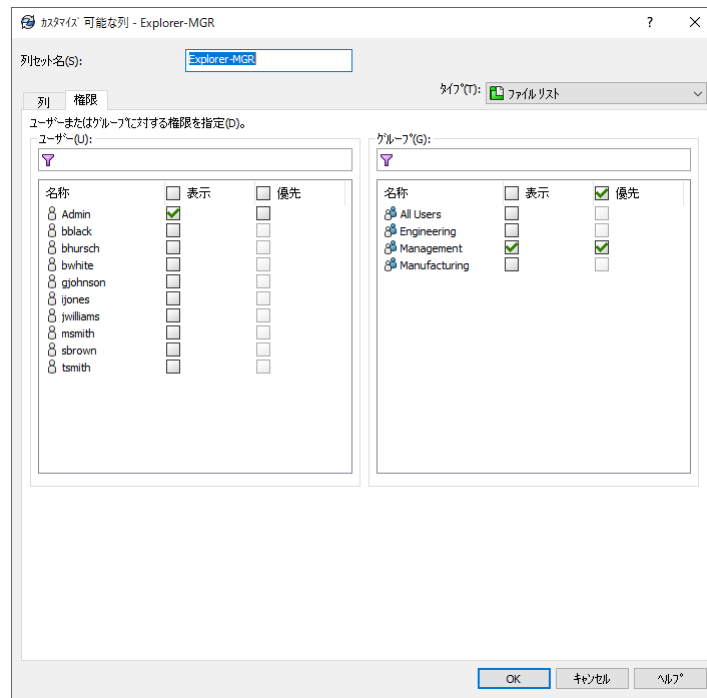 ｶｽﾀﾏｲｽﾞ 可能な列 - Explorer-MGR
?
列ｾｯﾄ名(S):
Explorer-MGR
ﾀｲﾌﾟ(T):
ﾌｧｲﾙ ﾘｽﾄ
列
権限
ﾕｰｻﾞｰまたはｸﾞﾙｰﾌﾟに対する権限を指定(D)。
ﾕｰｻﾞｰ(U):
名称 表示 優先
Admin
bblack
bhursch
bwhite
gjohnson
ijones
jwilliams
msmith
sbrown
tsmith
ｸﾞﾙｰﾌﾟ(G):
名称 表示 優先
All Users
Engineering
Management
Manufacturing
OK
ｷｬﾝｾﾙ
ﾍﾙﾌﾟ